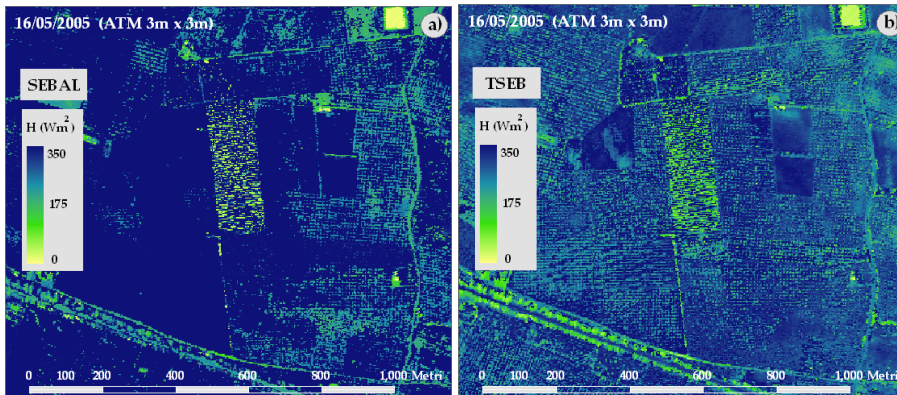 16/05/2005 (ATM 3m x 3m)
a)
SEBAL
H (Wm²)
350
175
0
0 100 200 400 600 800 1,000 Metri
16/05/2005 (ATM 3m x 3m)
b)
TSEB
H (Wm²)
350
175
0
0 100 200 400 600 800 1,000 Metri